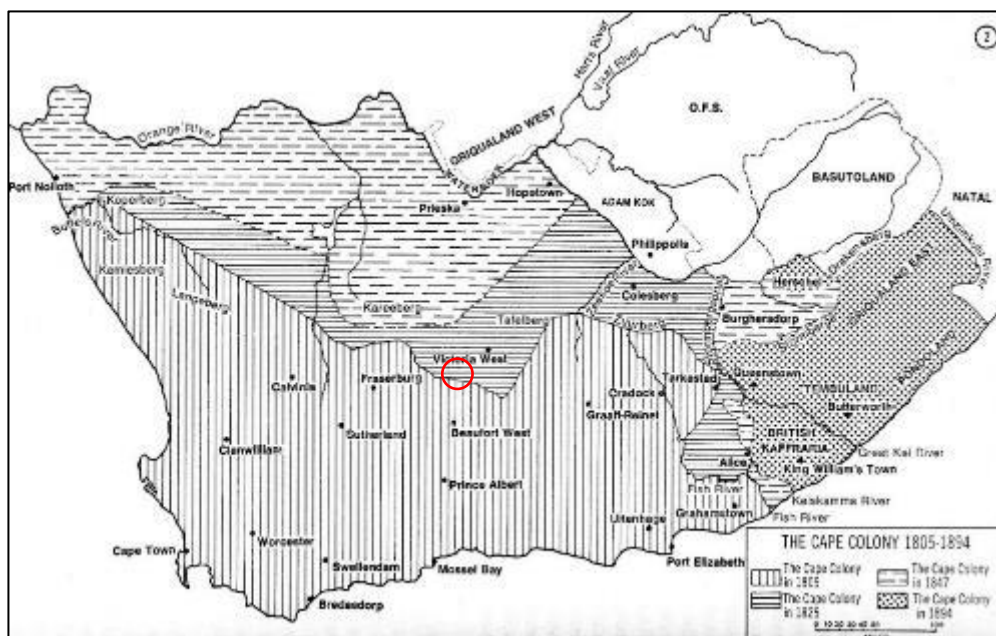 2
Harts River
Vaal River
O.F.S.
Orange River
GRIQUALAND WEST
WATERBOER
Hopetown
BASUTOLAND
Port Nolloth
ADAM KOK
NATAL
Prieska
Koperberg
Umzimkulu River
Philippolis
Drakensberg
Kamiesberg
GRIQUALAND EAST
Herschel
Langeberg
Colesberg
Kareeberg
Burghersdorp
Tafelberg
PONDOLAND
Victoria West
Queenstown
Calvinia
Fraserburg
Tarkastad
TEMBULAND
Cradock
Graaff-Reinet
Butterworth
Sutherland
Beaufort West
BRITISH
KAFFRARIA
Clanwilliam
Great Kei River
Alice
King William's Town
Prince Albert
Fish River
Keiskamma River
Grahamstown
Uitenhage
Fish River
Worcester
Cape Town
Swellendam
Mossel Bay
Port Elizabeth
Bredasdorp
THE CAPE COLONY 1805-1894
The Cape Colony
in 1805
The Cape Colony
in 1847
The Cape Colony
in 1825
The Cape Colony
in 1894